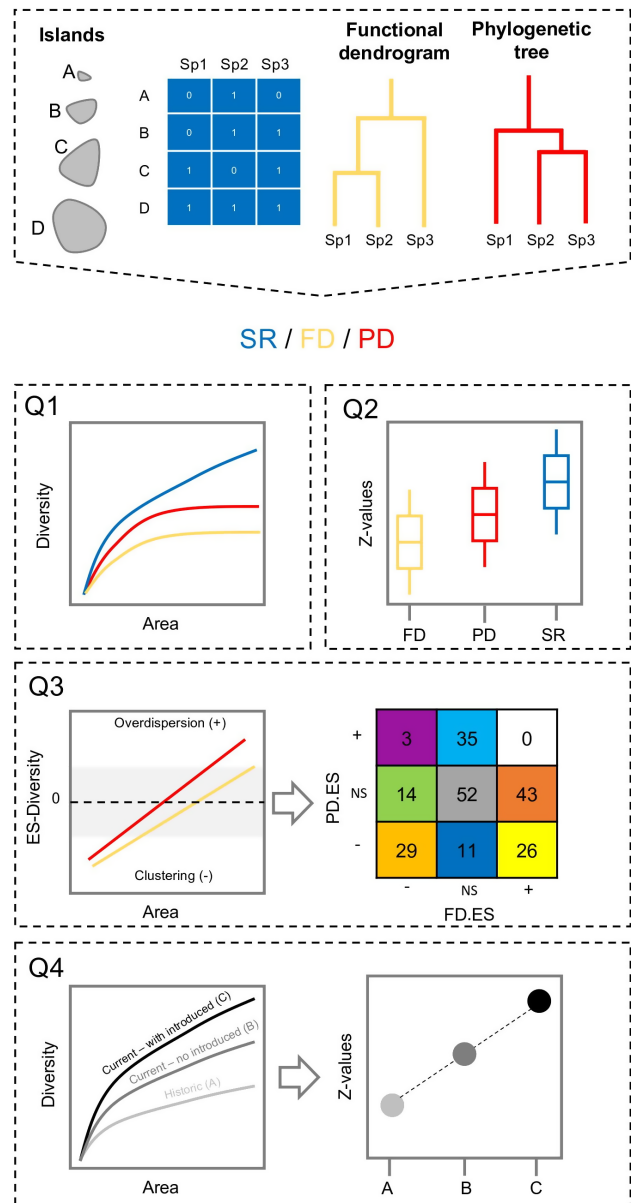 Islands
Functional dendrogram
Phylogenetic tree
Sp1 Sp2 Sp3
A 0 1 0
B 0 1 1
C 1 0 1
D 1 1 1
A
B
C
D
Sp1 Sp2 Sp3
Sp1 Sp2 Sp3
SR / FD / PD
Q1
Diversity
Area
Q2
Z-values
FD PD SR
Q3
Overdispersion (+)
ES-Diversity
0
Clustering (-)
Area
PD.ES
+ 3 35 0
NS 14 52 43
- 29 11 26
- NS +
FD.ES
Q4
Diversity
Current – with introduced (C)
Current – no introduced (B)
Historic (A)
Area
Z-values
A B C